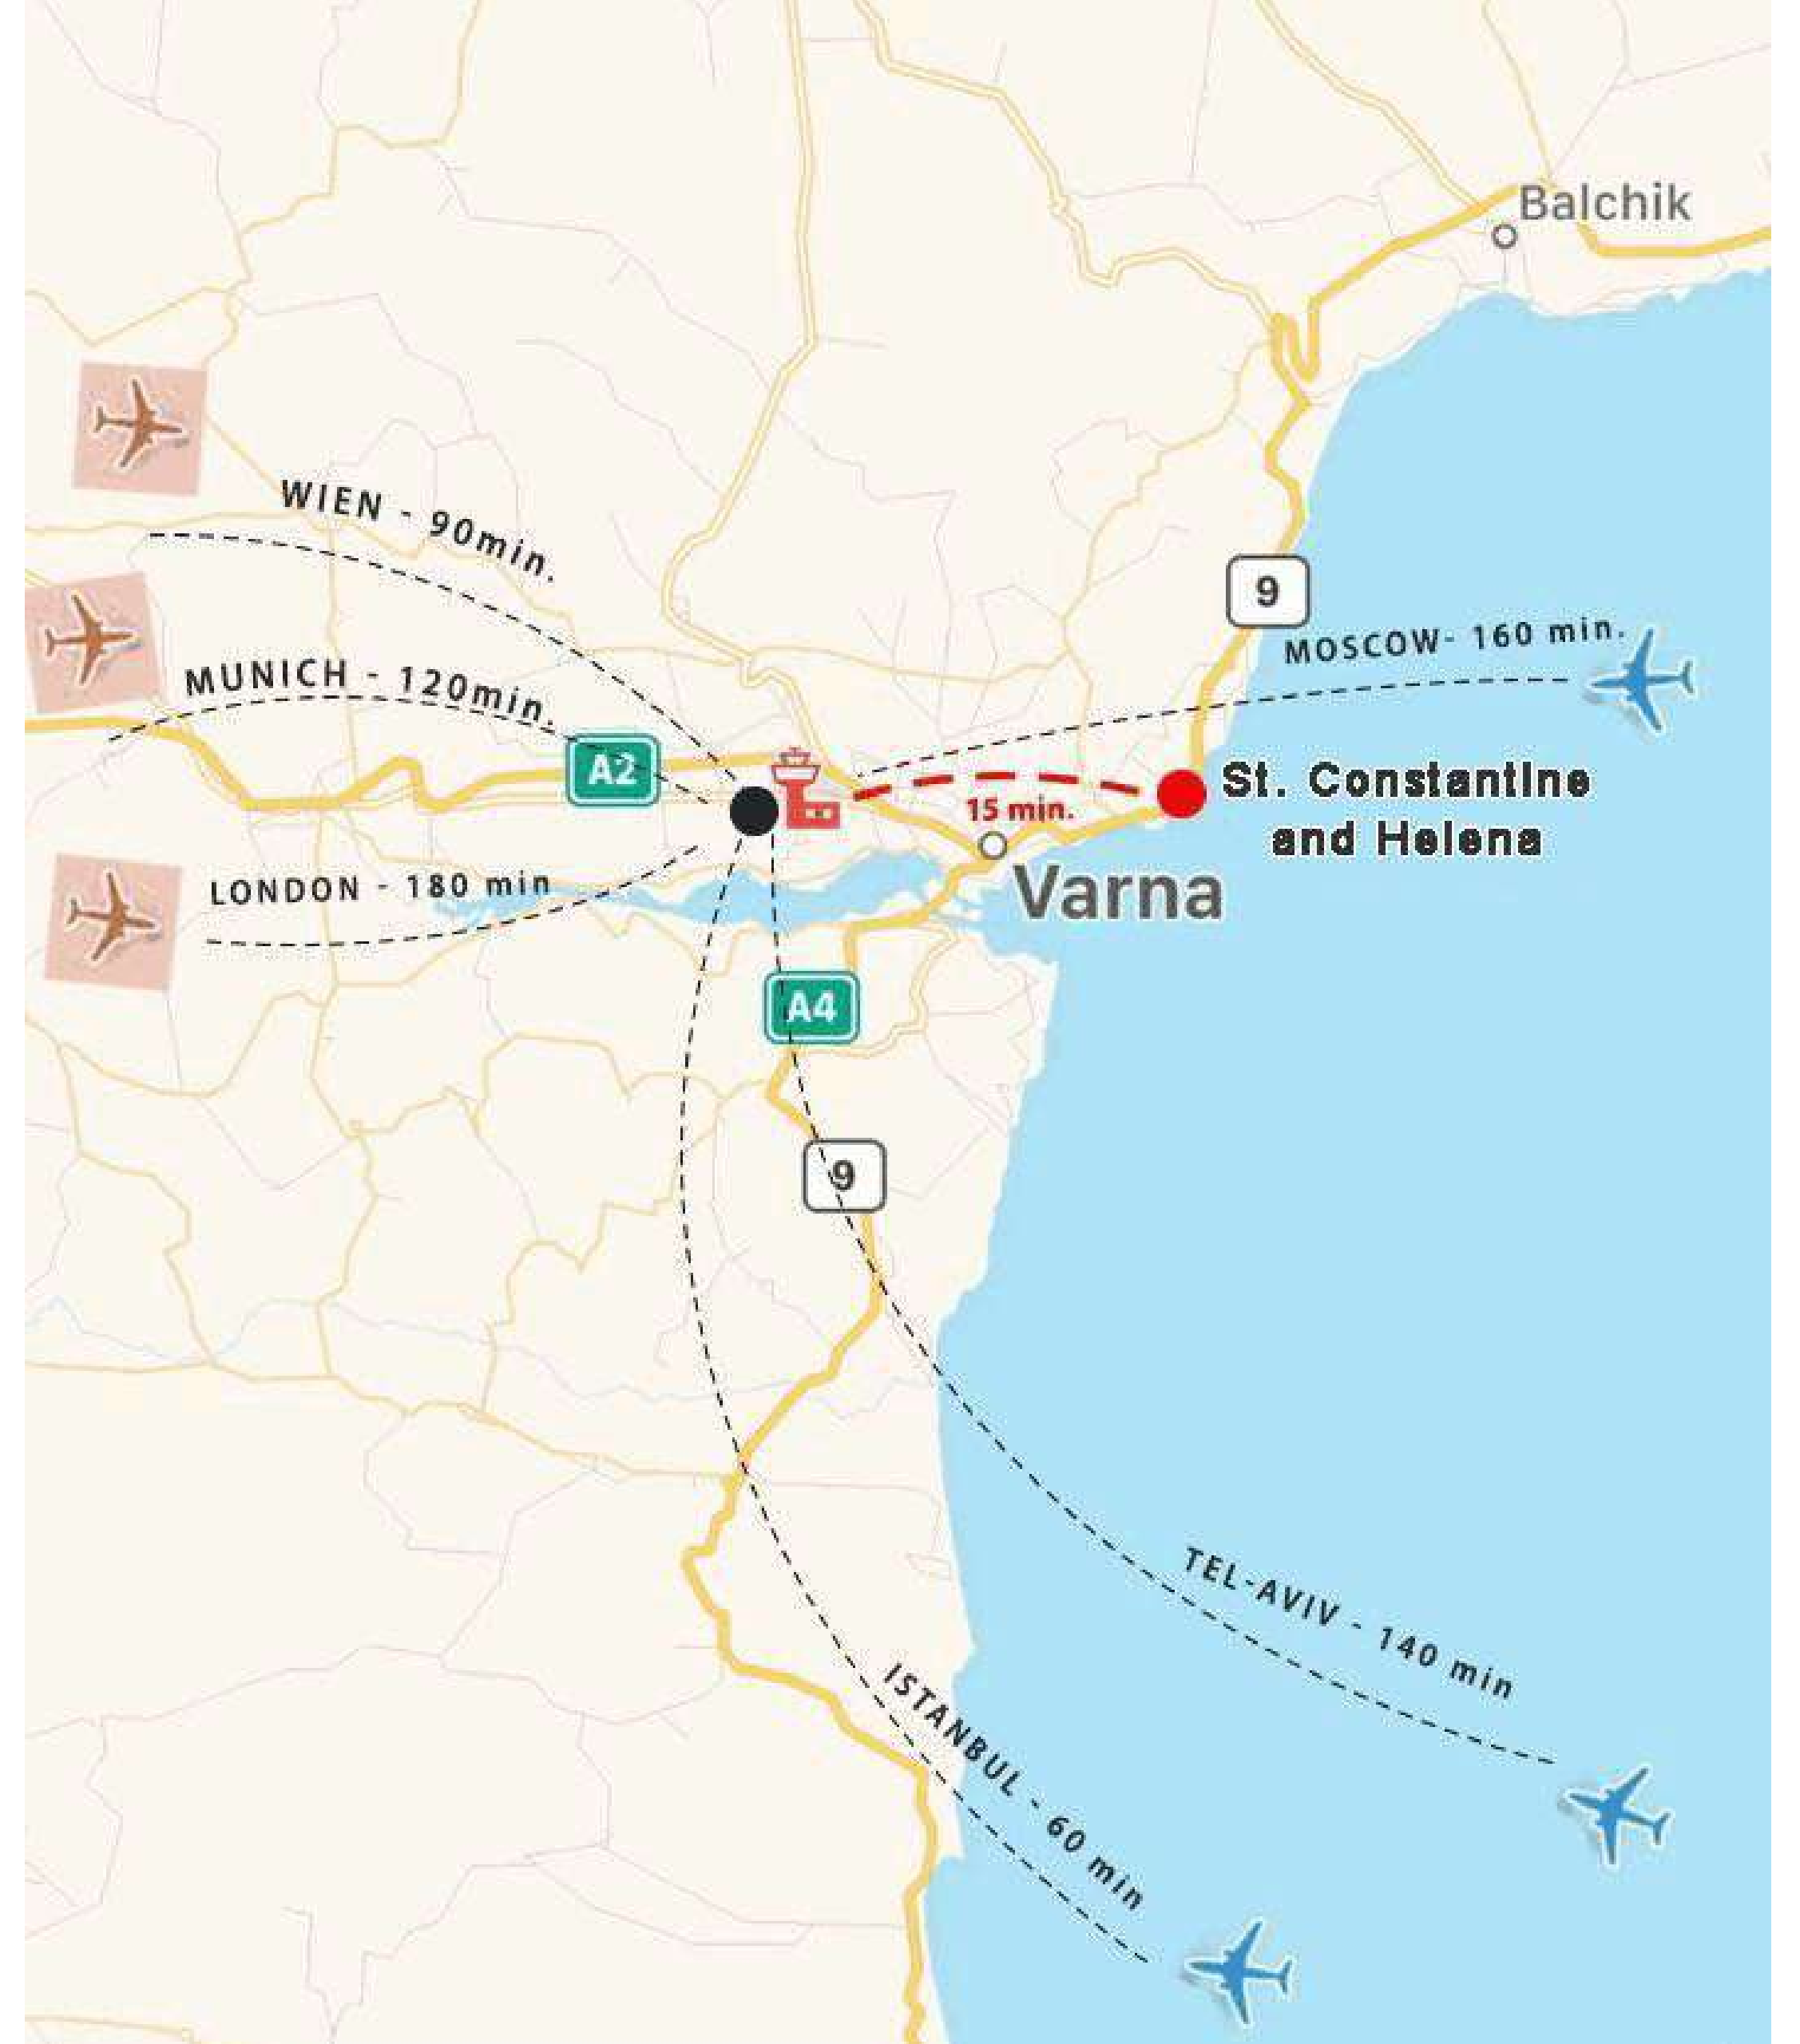 Balchik
WIEN - 90min.
9
MOSCOW- 160 min.
MUNICH - 120min.
A2
St. Constantine
and Helena
15 min.
Varna
LONDON - 180 min
A4
9
TEL-AVIV - 140 min
ISTANBUL - 60 min